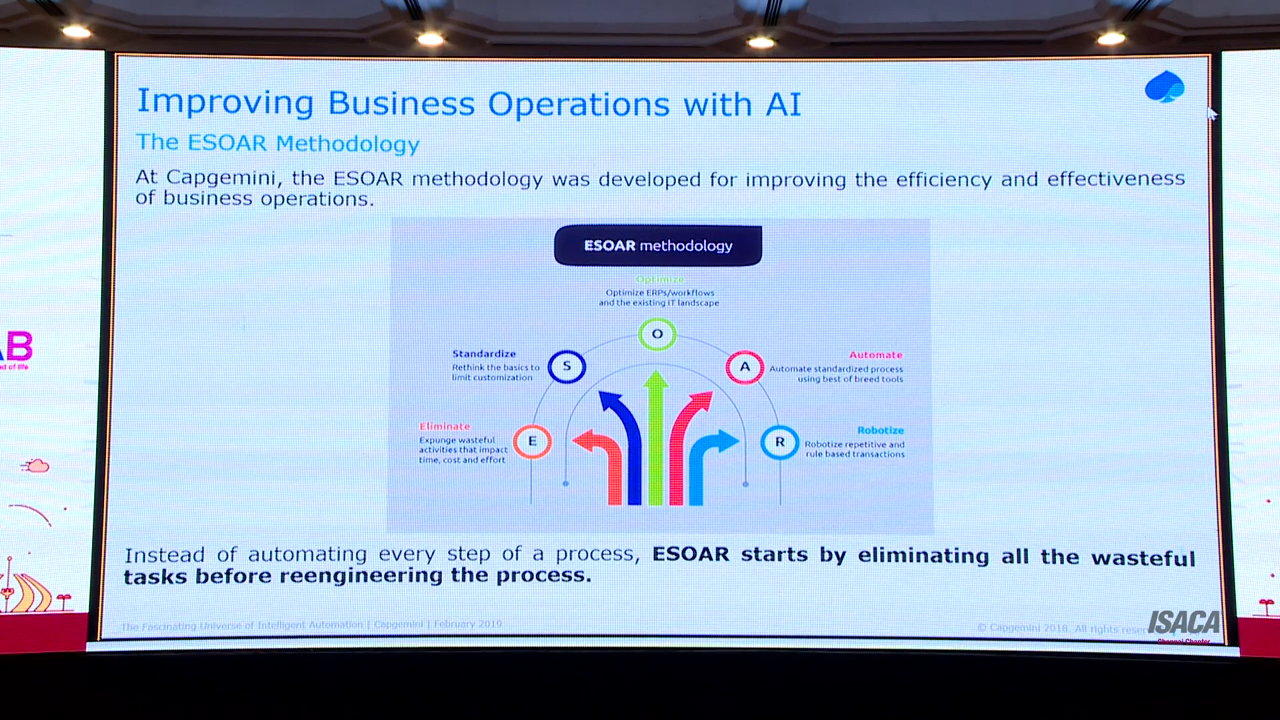 Improving Business Operations with AI
The ESOAR Methodology
At Capgemini, the ESOAR methodology was developed for improving the efficiency and effectiveness
of business operations.
ESOAR methodology
Optimize
Optimize ERPs/workflows
and the existing IT landscape
O
Standardize
Rethink the basics to
limit customization
S
A
Automate
Automate standardized process
using best of breed tools
Eliminate
Expunge wasteful
activities that impact
time, cost and effort
E
R
Robotize
Robotize repetitive and
rule based transactions
Instead of automating every step of a process, ESOAR starts by eliminating all the wasteful
tasks before reengineering the process.
The Fascinating Universe of Intelligent Automation | Capgemini | February 2019
© Capgemini 2018. All rights
ISACA
Chennai Chapter
AB
of life